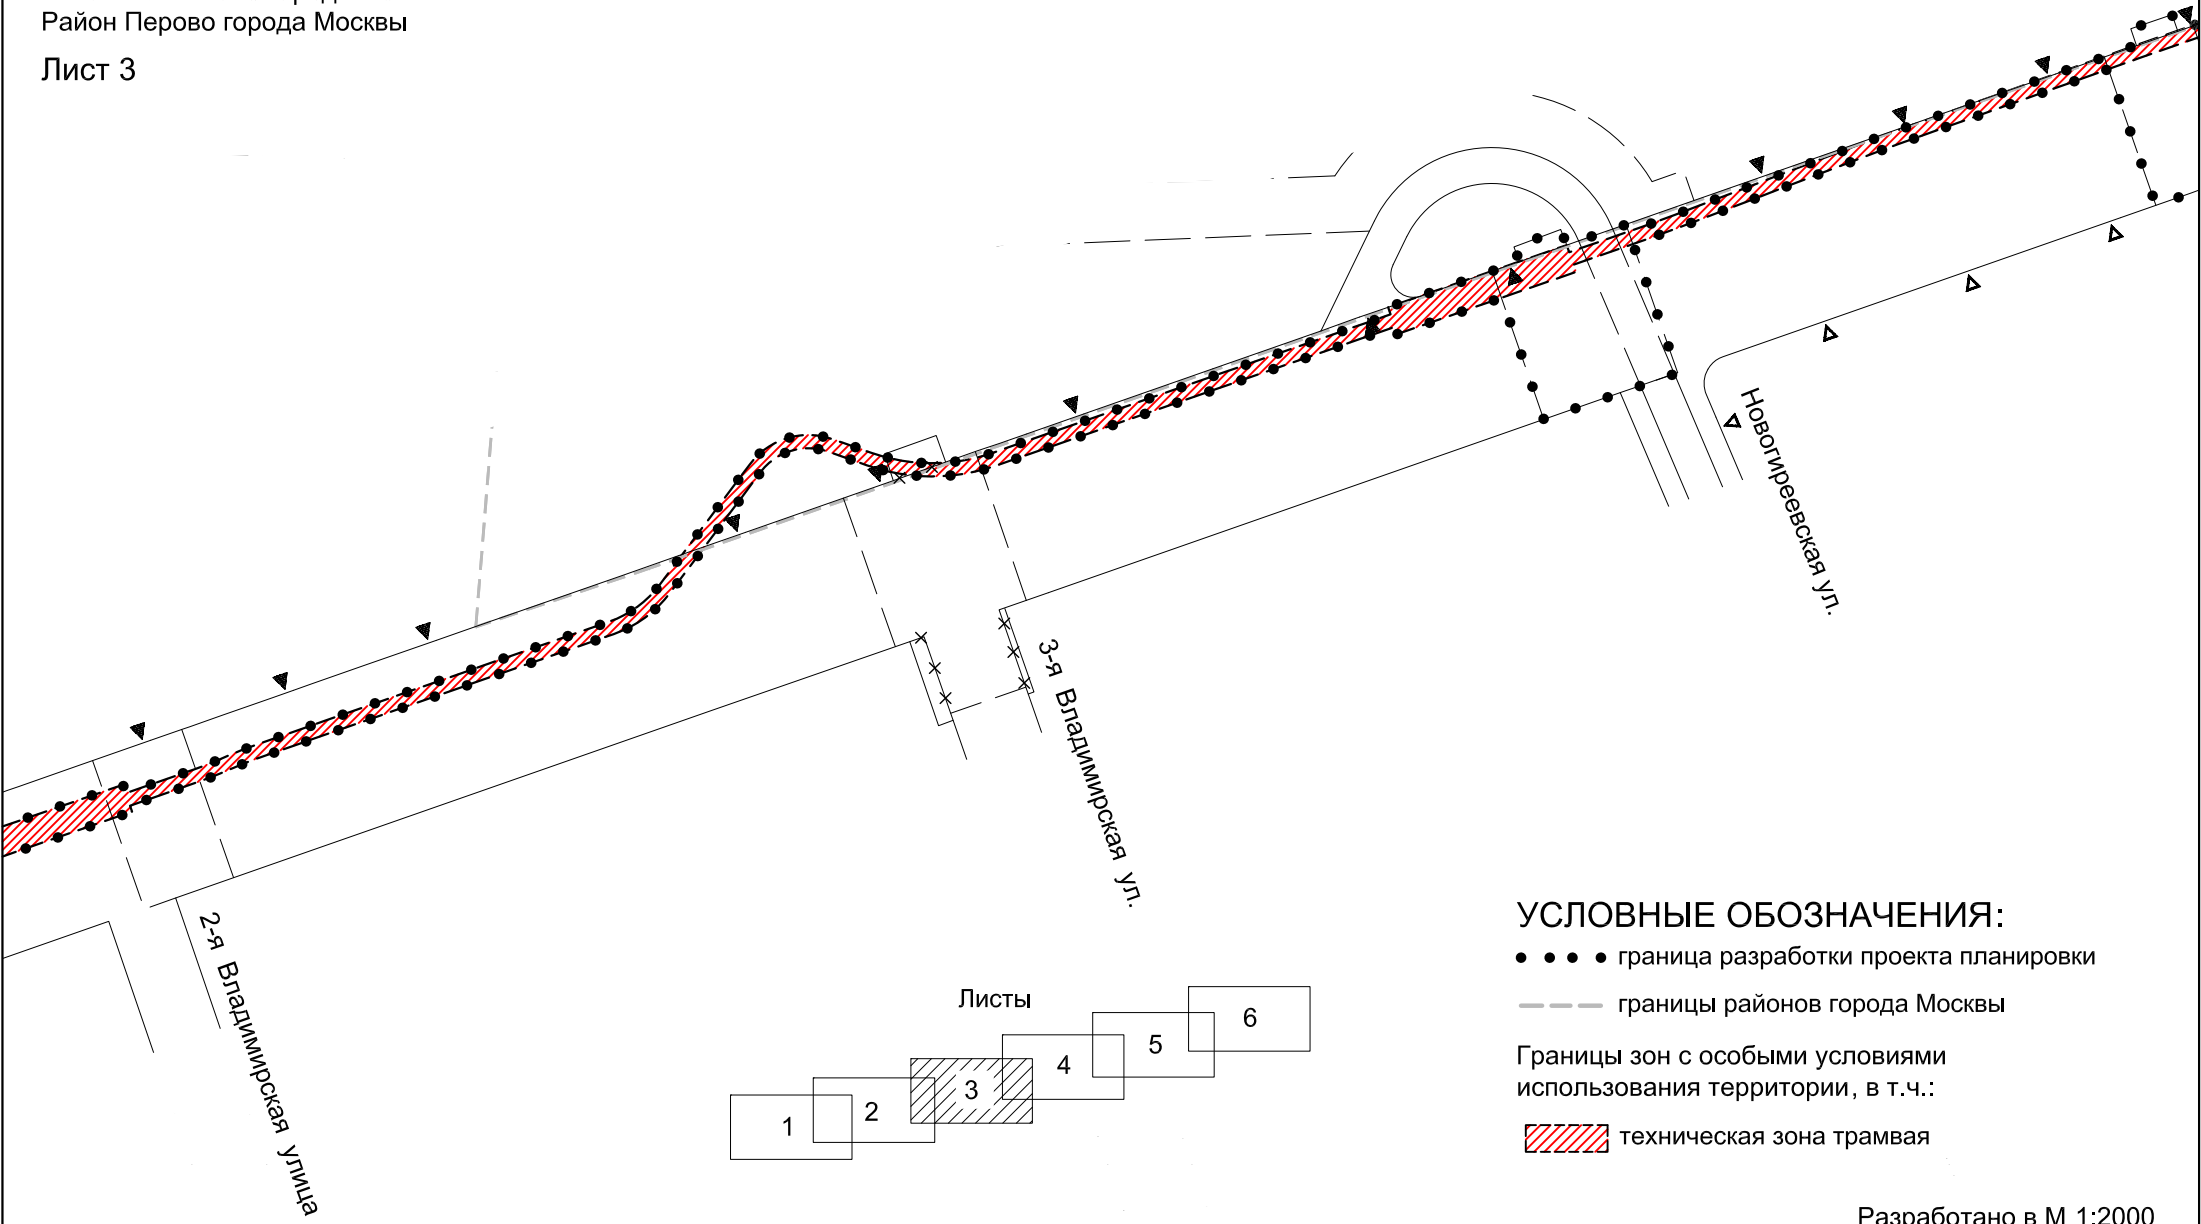 Район Перово города Москвы
Лист 3
Новогиреевская ул.
3-я Владимирская ул.
2-я Владимирская улица
Листы
1
2
3
4
5
6
УСЛОВНЫЕ ОБОЗНАЧЕНИЯ:
граница разработки проекта планировки
границы районов города Москвы
Границы зон с особыми условиями
использования территории, в т.ч.:
техническая зона трамвая
Разработано в М 1:2000